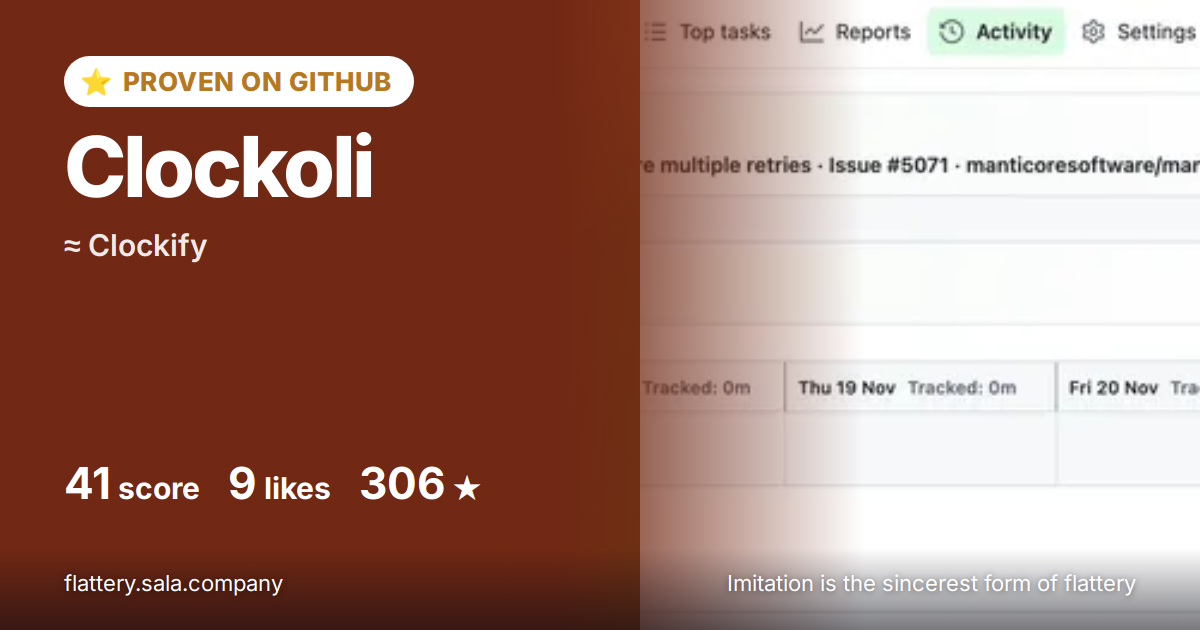 ⭐ PROVEN ON GITHUB
Clockoli
≈ Clockify
41 score 9 likes 306 ★
flattery.sala.company
Top tasks Reports Activity Settings
multiple retries · Issue #5071 · manticoresoftware/
Tracked: 0m Thu 19 Nov Tracked: 0m Fri 20 Nov
Imitation is the sincerest form of flattery